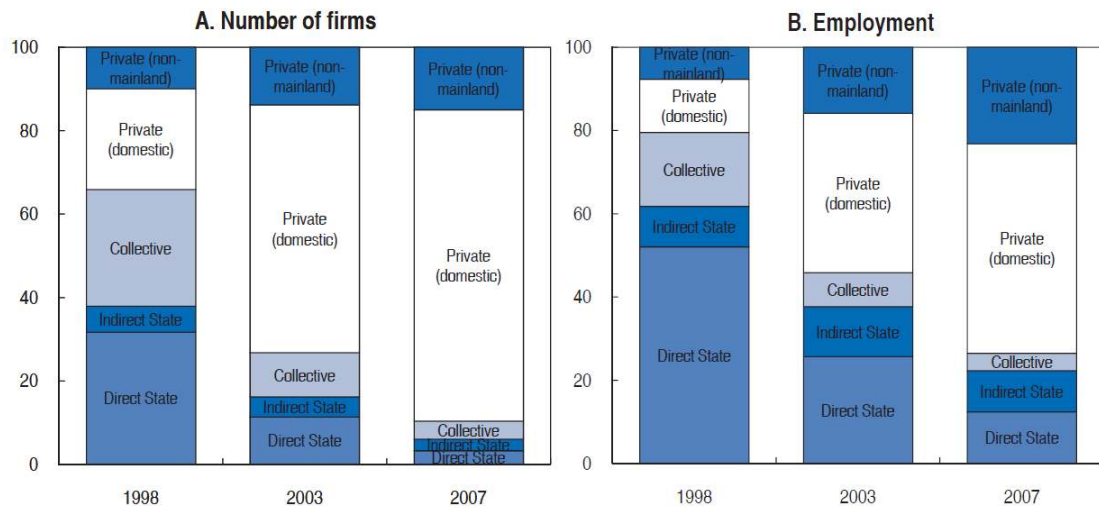 A. Number of firms
100
80
60
40
20
0
Private (non-
mainland)
Private
(domestic)
Collective
Indirect State
Direct State
Private (non-
mainland)
Private
(domestic)
Collective
Indirect State
Direct State
Private (non-
mainland)
Private
(domestic)
Collective
Indirect State
Direct State
1998
2003
2007
B. Employment
100
80
60
40
20
0
Private (non-
mainland)
Private
(domestic)
Collective
Indirect State
Direct State
Private (non-
mainland)
Private
(domestic)
Collective
Indirect State
Direct State
Private (non-
mainland)
Private
(domestic)
Collective
Indirect State
Direct State
1998
2003
2007